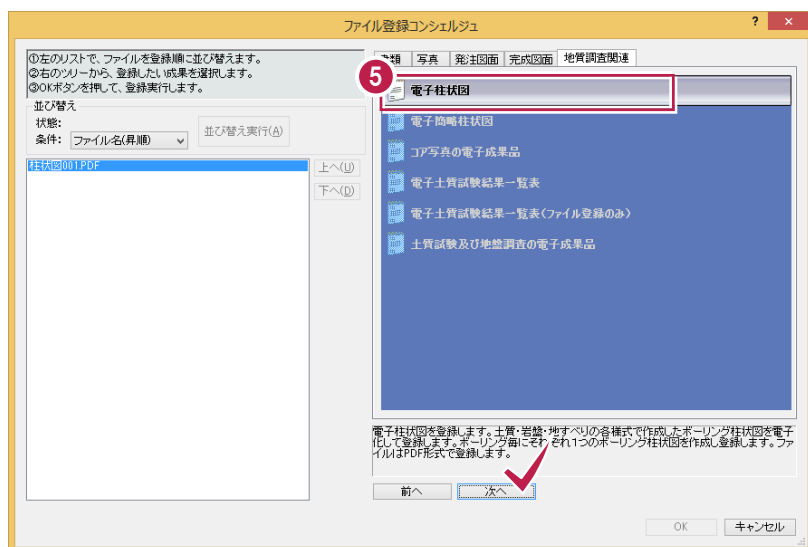 ファイル登録コンシェルジュ
?
×
①左のリストで、ファイルを登録順に並び替えます。
②右のツリーから、登録したい成果を選択します。
③OKボタンを押して、登録実行します。
並び替え
状態:
条件: ファイル名(昇順)
並び替え実行(A)
柱状図001.PDF
上へ(U)
下へ(D)
類 写真 発注図面 完成図面 地質調査関連
5
電子柱状図
電子簡略柱状図
コア写真の電子成果品
電子土質試験結果一覧表
電子土質試験結果一覧表(ファイル登録のみ)
土質試験及び地盤調査の電子成果品
電子柱状図を登録します。土質・岩盤・地すべりの各様式で作成したボーリング柱状図を電子
化して登録します。ボーリング毎にそれぞれ1つのボーリング柱状図を作成し登録します。ファ
イルはPDF形式で登録します。
前へ
次へ
OK
キャンセル